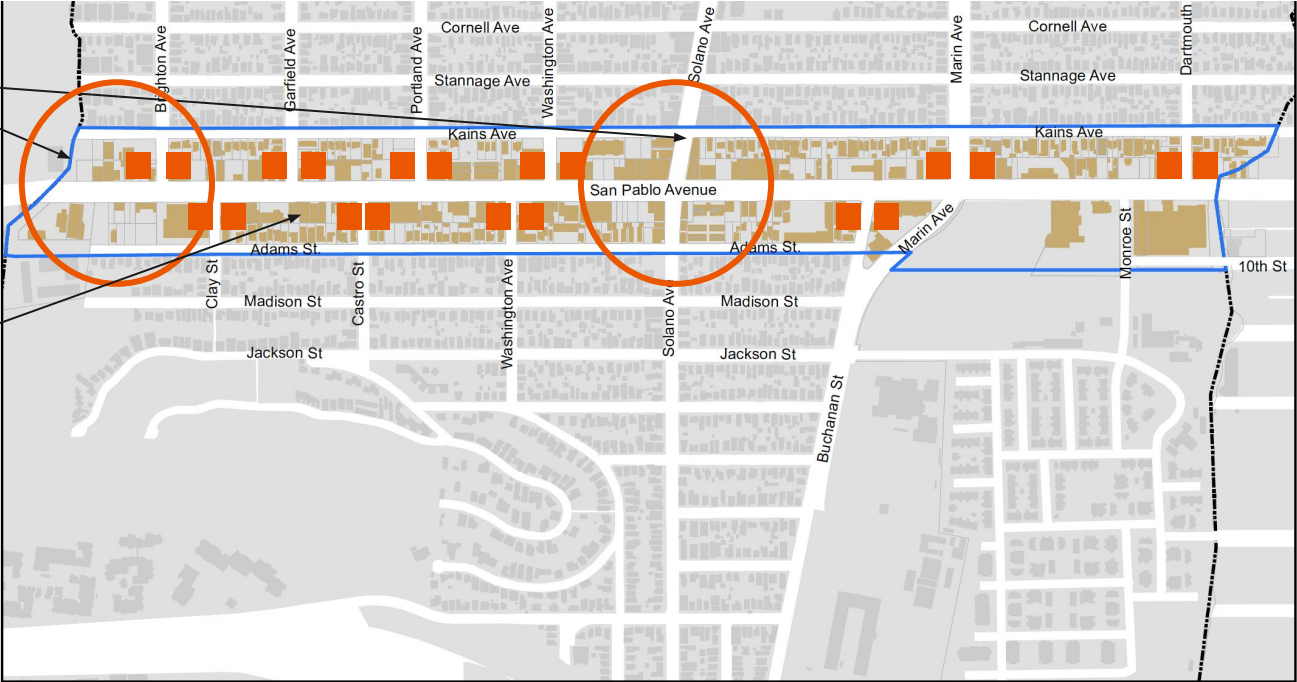 Cornell Ave
Cornell Ave
Brighton Ave
Garfield Ave
Portland Ave
Washington Ave
Solano Ave
Marin Ave
Dartmouth
Stannage Ave
Stannage Ave
Kains Ave
Kains Ave
San Pablo Avenue
Adams St.
Adams St.
Marin Ave
Monroe St
10th St
Clay St
Castro St
Washington Ave
Solano Ave
Madison St
Madison St
Jackson St
Jackson St
Buchanan St